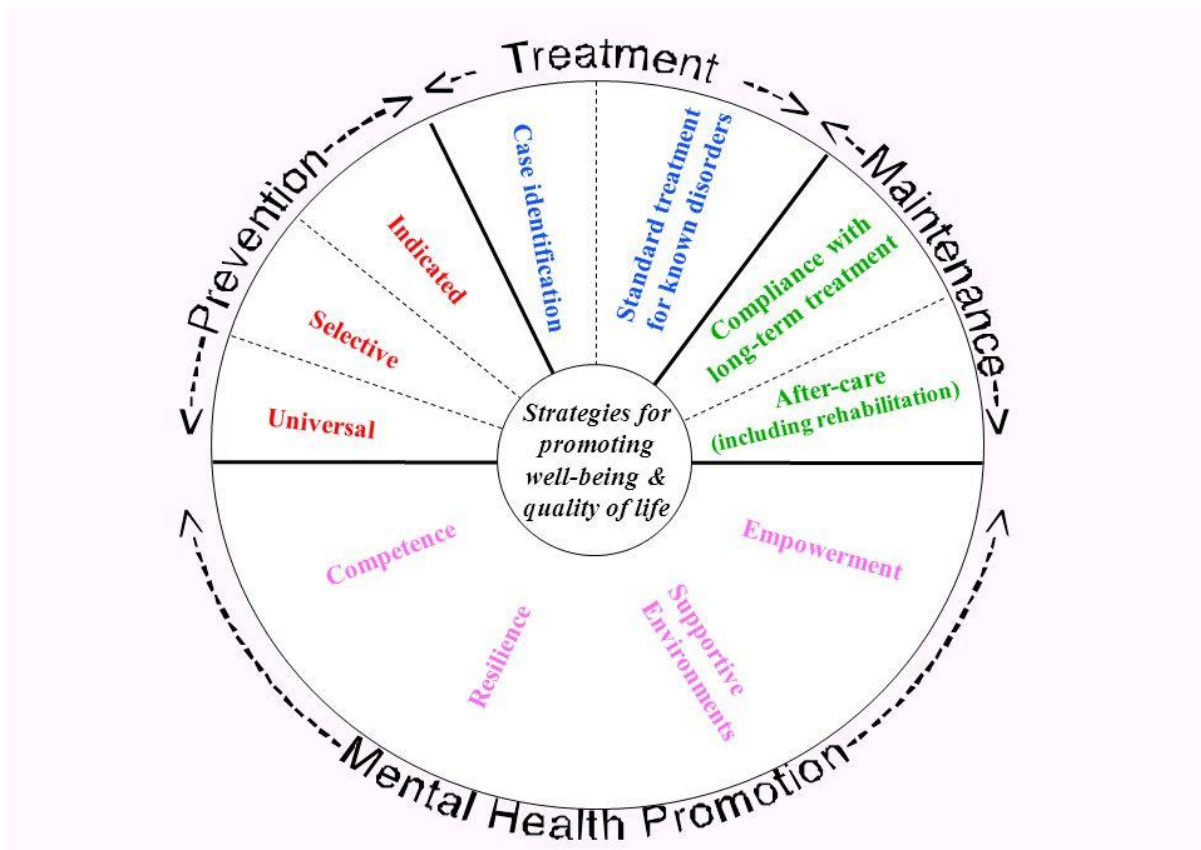 Treatment
Prevention
Maintenance
Case identification
Standard treatment
for known disorders
Indicated
Selective
Universal
Compliance with
long-term treatment
After-care
(including rehabilitation)
Strategies for
promoting
well-being &
quality of life
Competence
Resilience
Supportive
Environments
Empowerment
Mental Health Promotion